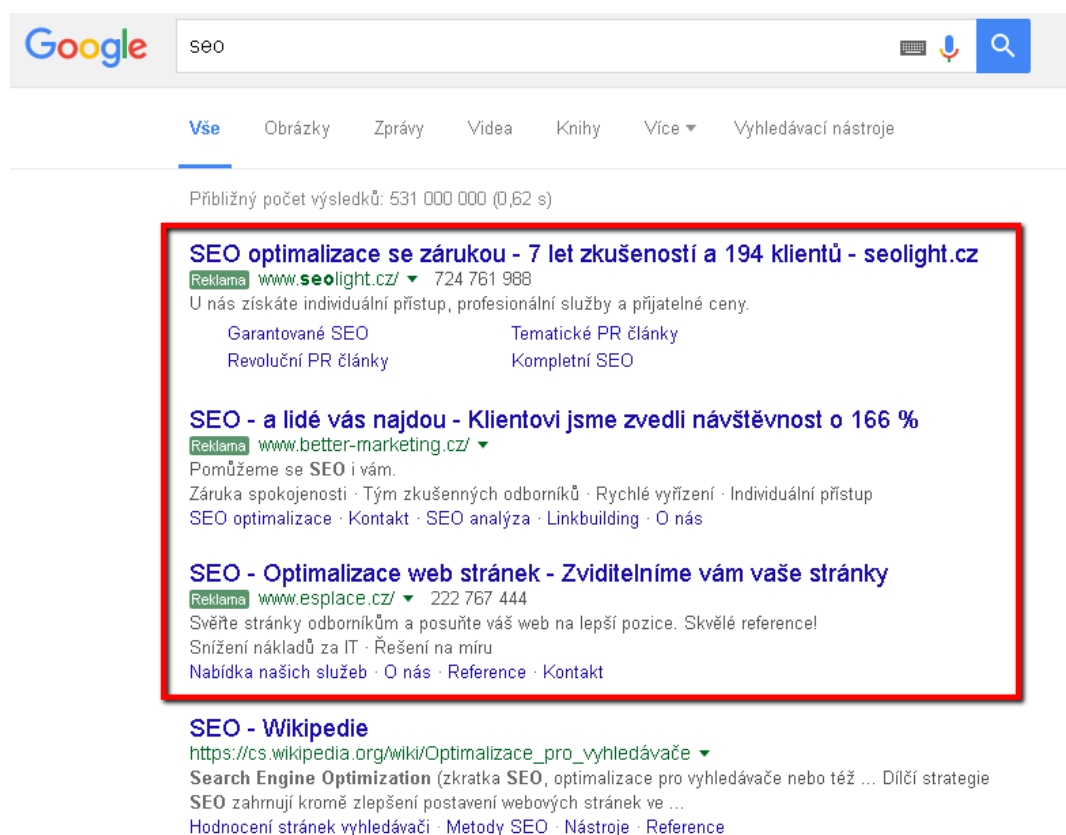 Google
seo
Vše Obrázky Zprávy Videa Knihy Více Vyhledávací nástroje
Přibližný počet výsledků: 531 000 000 (0,62 s)
SEO optimalizace se zárukou - 7 let zkušeností a 194 klientů - seolight.cz
Reklama www.seolight.cz/ 724 761 988
U nás získáte individuální přístup, profesionální služby a přijatelné ceny.
Garantované SEO Tematické PR články
Revoluční PR články Kompletní SEO
SEO - a lidé vás najdou - Klientovi jsme zvedli návštěvnost o 166 %
Reklama www.better-marketing.cz/
Pomůžeme se SEO i vám.
Záruka spokojenosti · Tým zkušenných odborníků · Rychlé vyřízení · Individuální přístup
SEO optimalizace · Kontakt · SEO analýza · Linkbuilding · O nás
SEO - Optimalizace web stránek - Zviditelníme vám vaše stránky
Reklama www.esplace.cz/ 222 767 444
Svěřte stránky odborníkům a posuňte váš web na lepší pozice. Skvělé reference!
Snížení nákladů za IT · Řešení na míru
Nabídka našich služeb · O nás · Reference · Kontakt
SEO - Wikipedie
https://cs.wikipedia.org/wiki/Optimalizace_pro_vyhledávače
Search Engine Optimization (zkratka SEO, optimalizace pro vyhledávače nebo též ... Dílčí strategie
SEO zahrnují kromě zlepšení postavení webových stránek ve ...
Hodnocení stránek vyhledávači · Metody SEO · Nástroje · Reference